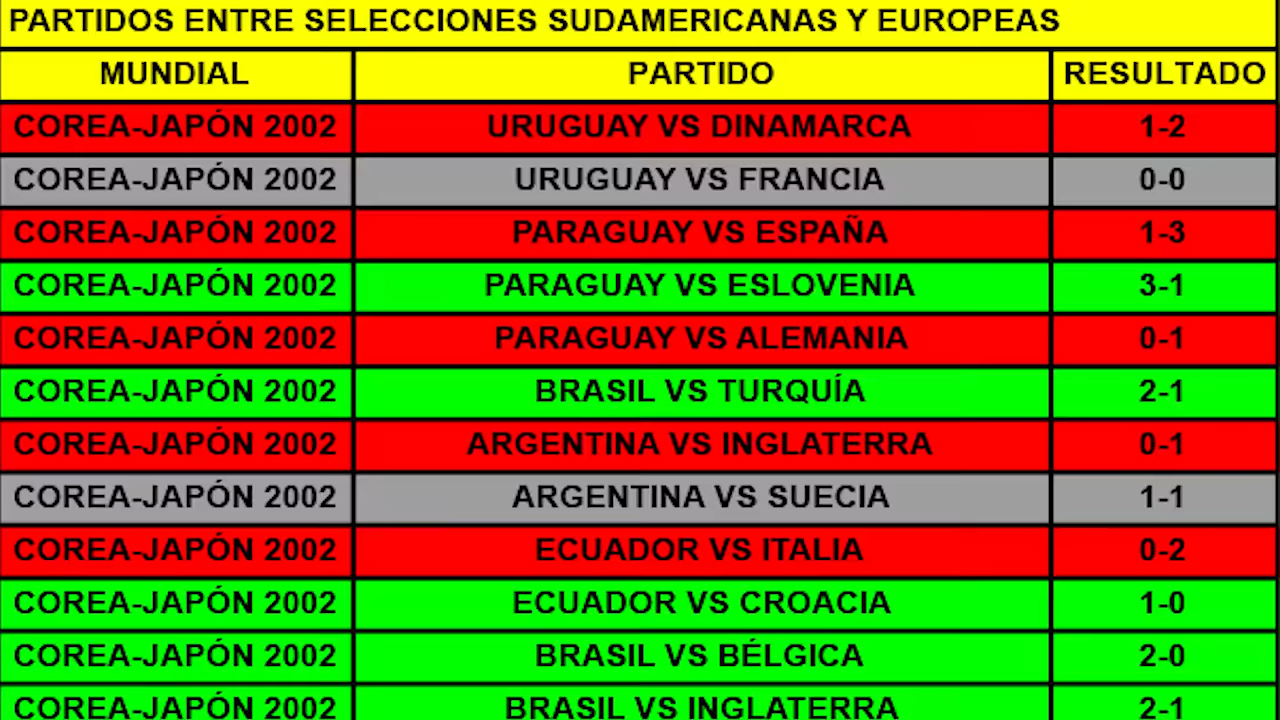 PARTIDOS ENTRE SELECCIONES SUDAMERICANAS Y EUROPEAS
MUNDIAL PARTIDO RESULTADO
COREA-JAPÓN 2002 URUGUAY VS DINAMARCA 1-2
COREA-JAPÓN 2002 URUGUAY VS FRANCIA 0-0
COREA-JAPÓN 2002 PARAGUAY VS ESPAÑA 1-3
COREA-JAPÓN 2002 PARAGUAY VS ESLOVENIA 3-1
COREA-JAPÓN 2002 PARAGUAY VS ALEMANIA 0-1
COREA-JAPÓN 2002 BRASIL VS TURQUÍA 2-1
COREA-JAPÓN 2002 ARGENTINA VS INGLATERRA 0-1
COREA-JAPÓN 2002 ARGENTINA VS SUECIA 1-1
COREA-JAPÓN 2002 ECUADOR VS ITALIA 0-2
COREA-JAPÓN 2002 ECUADOR VS CROACIA 1-0
COREA-JAPÓN 2002 BRASIL VS BÉLGICA 2-0
COREA-JAPÓN 2002 BRASIL VS INGLATERRA 2-1